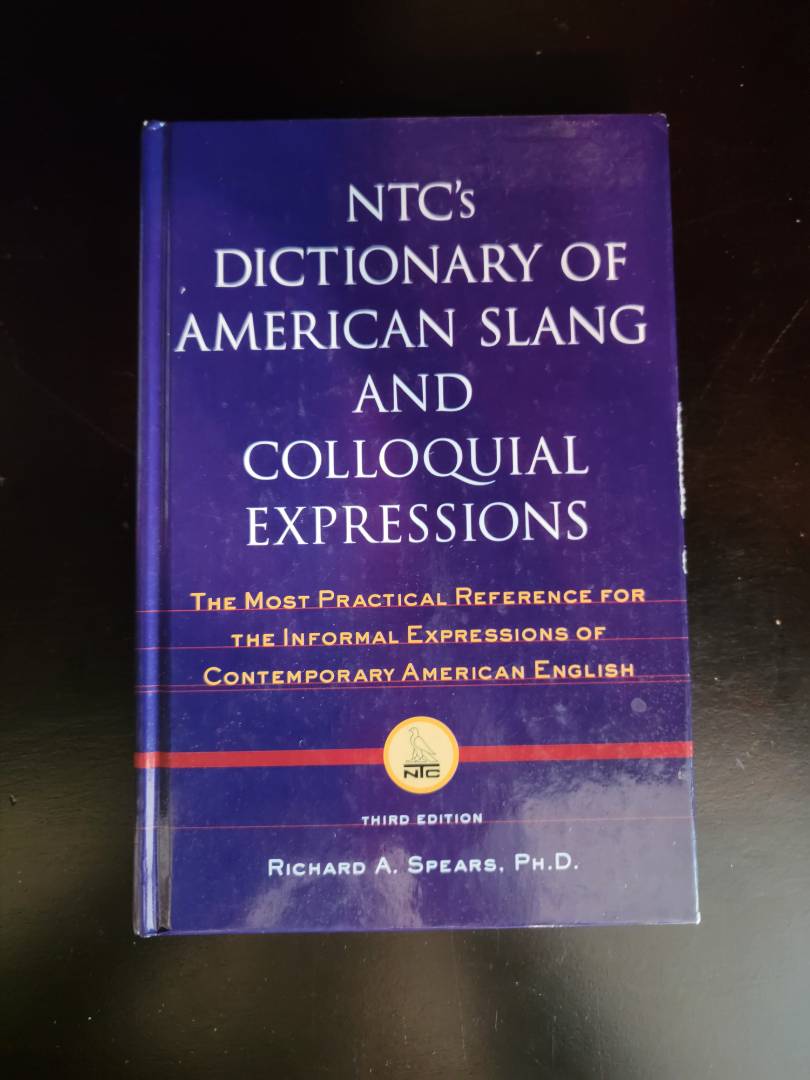 NTC's
DICTIONARY OF
AMERICAN SLANG
AND
COLLOQUIAL
EXPRESSIONS
THE MOST PRACTICAL REFERENCE FOR
THE INFORMAL EXPRESSIONS OF
CONTEMPORARY AMERICAN ENGLISH
NTC
THIRD EDITION
RICHARD A. SPEARS, PH.D.